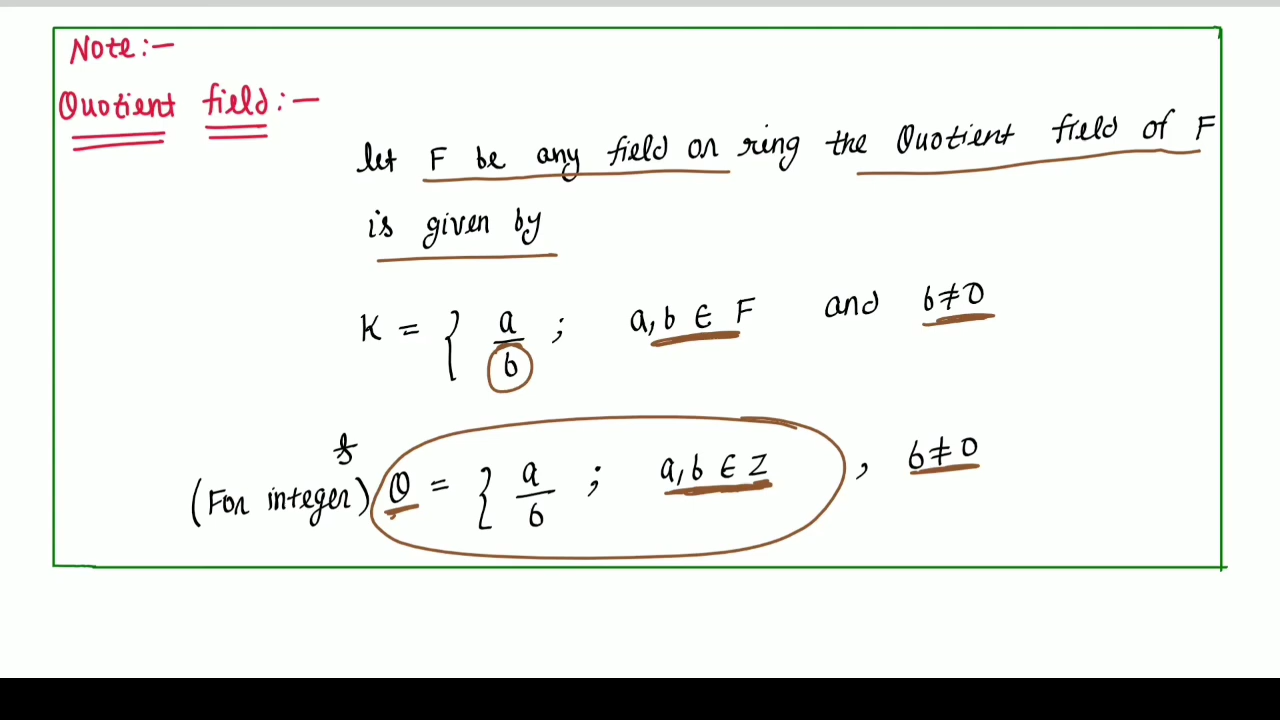 Note:-
Quotient field:-
let F be any field or ring the Quotient field of F
is given by
K = { a/b ; a, b ∈ F and b≠0
(For integers) Q = { a/b ; a, b ∈ Z , b≠0